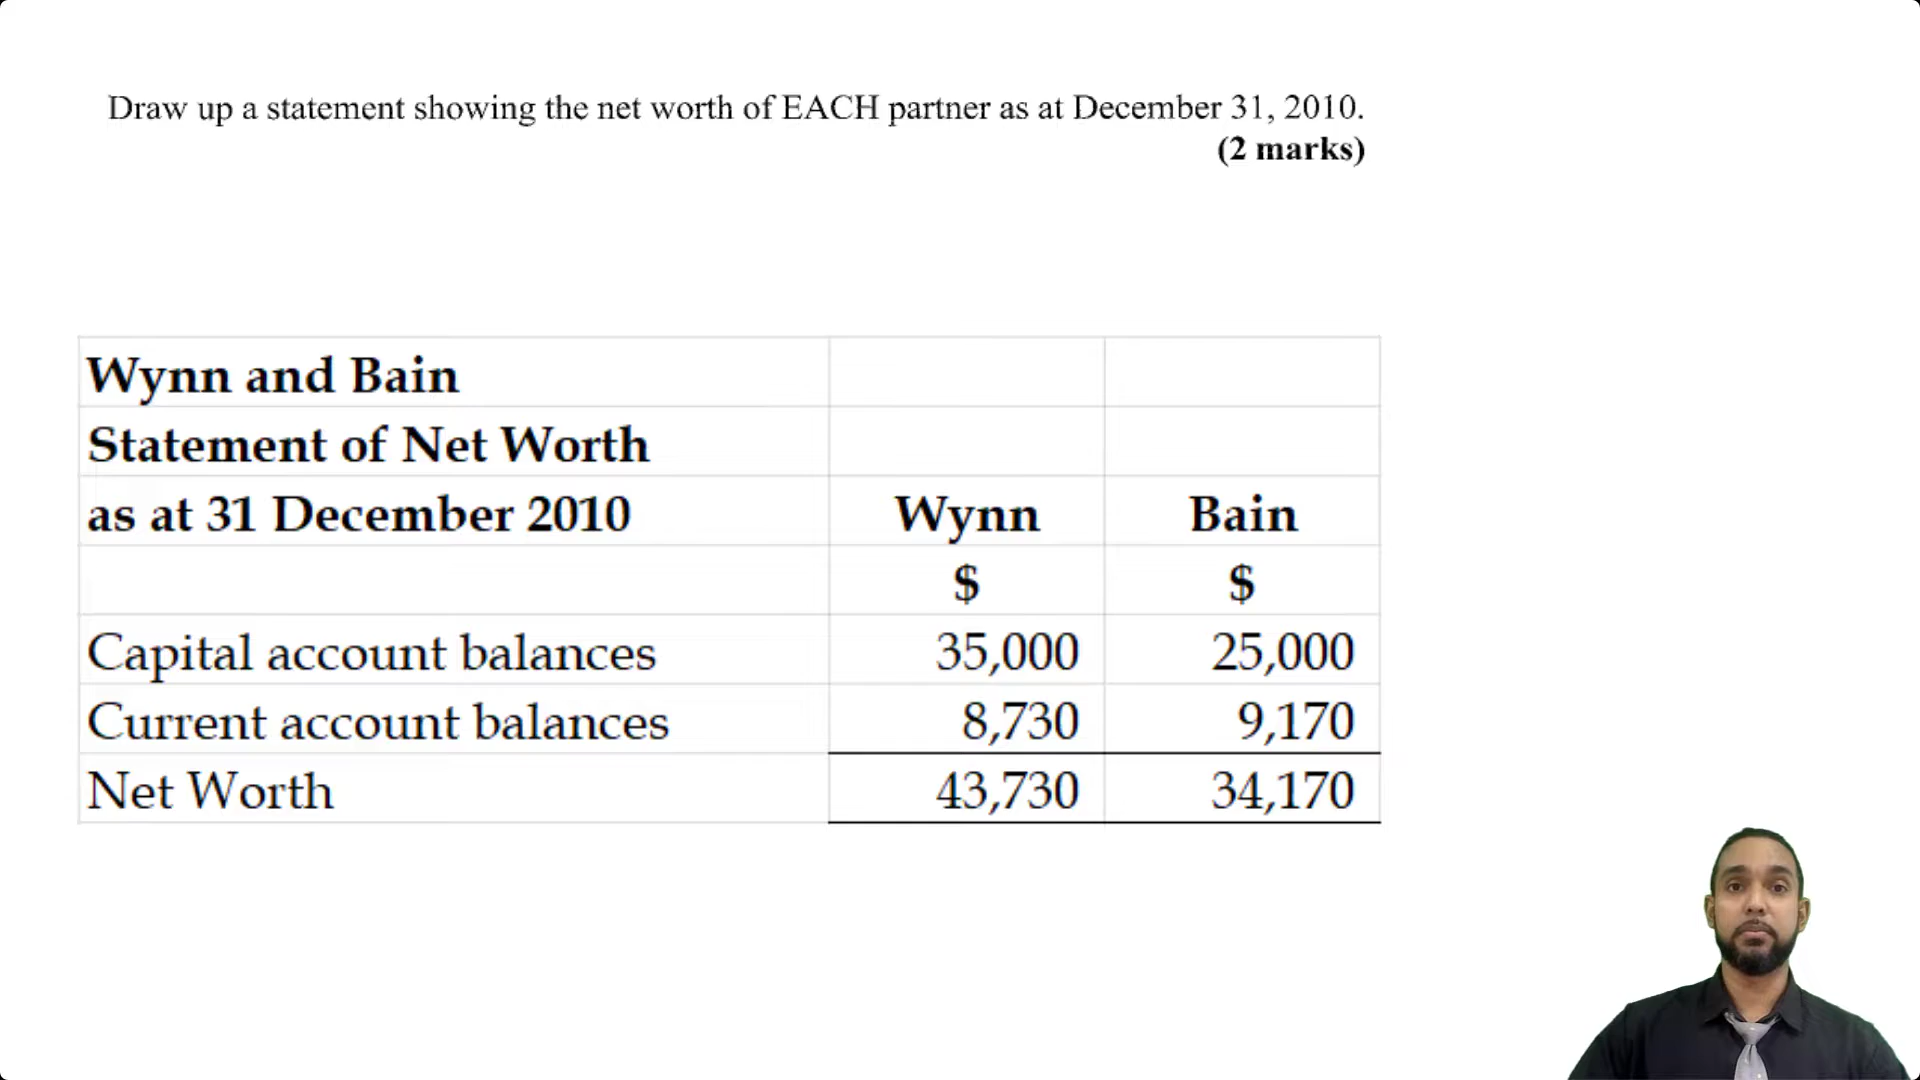 Draw up a statement showing the net worth of EACH partner as at December 31, 2010.
(2 marks)
Wynn and Bain
Statement of Net Worth
as at 31 December 2010 Wynn Bain
$ $
Capital account balances 35,000 25,000
Current account balances 8,730 9,170
Net Worth 43,730 34,170